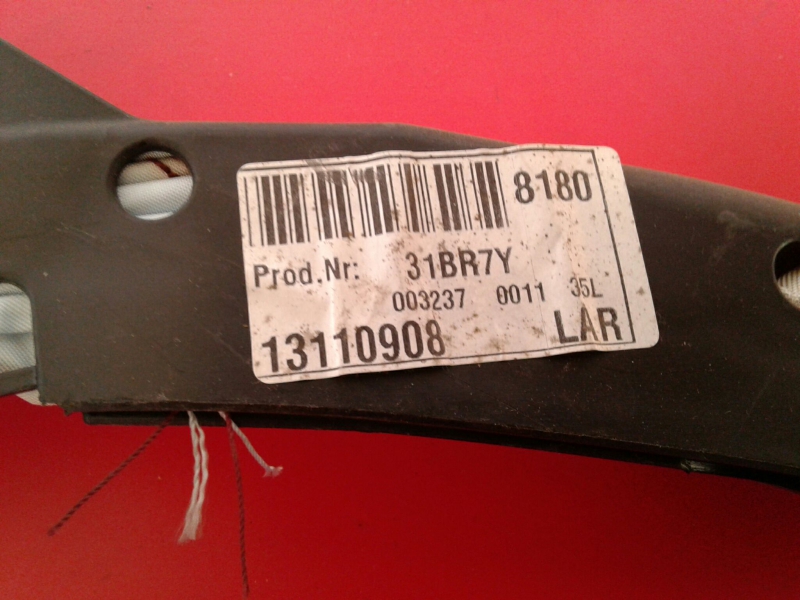 8180
Prod.Nr: 31BR7Y
003237 0011 35L
13110908 LAR